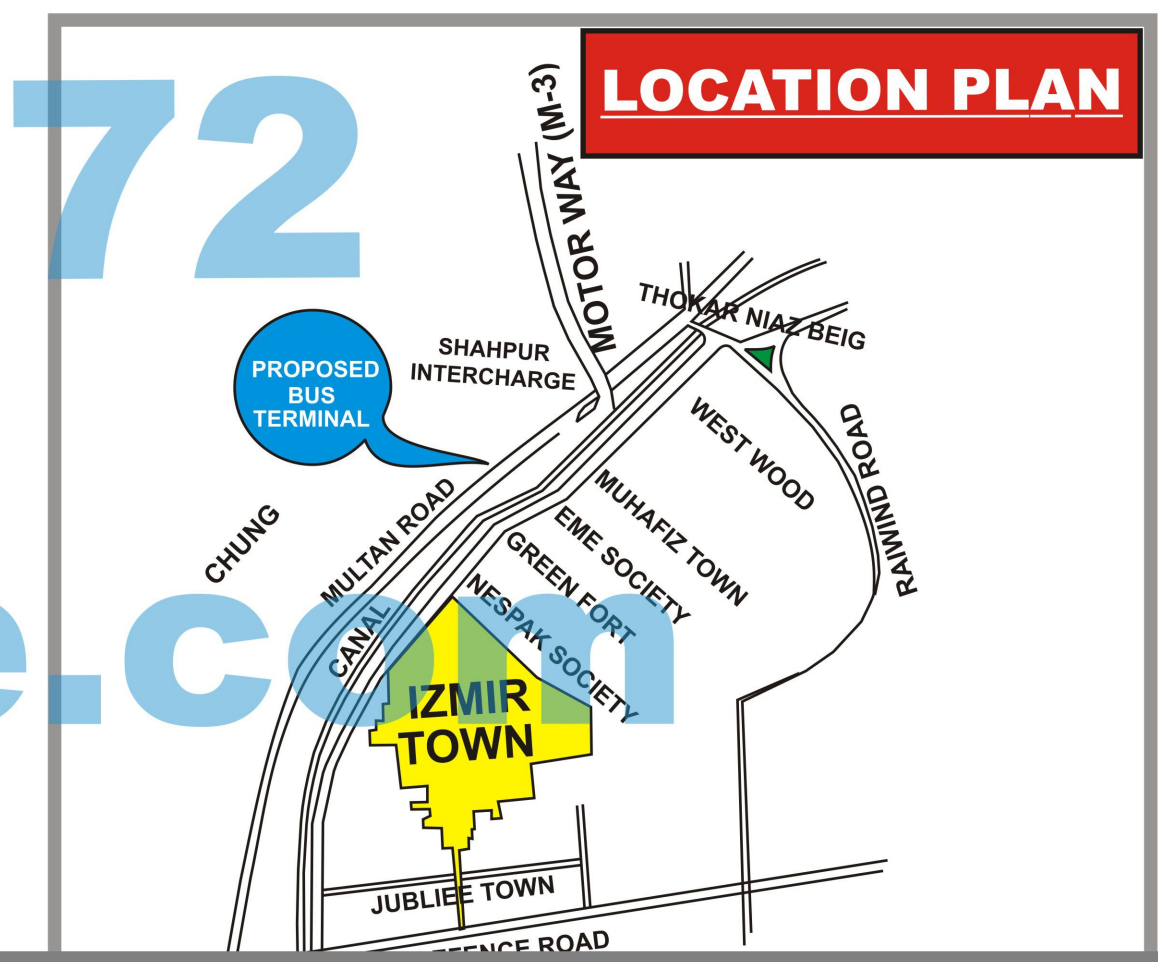 LOCATION PLAN
72
MOTOR WAY (M-3)
THOKAR NIAZ BEIG
SHAHPUR
INTERCHARGE
PROPOSED
BUS
TERMINAL
WEST WOOD
RAIWIND ROAD
MULTAN ROAD
CHUNG
MUHAFIZ TOWN
EME SOCIETY
GREEN FORT
NESPAK SOCIETY
CANAL
e.com
IZMIR
TOWN
JUBLIEE TOWN
ROAD